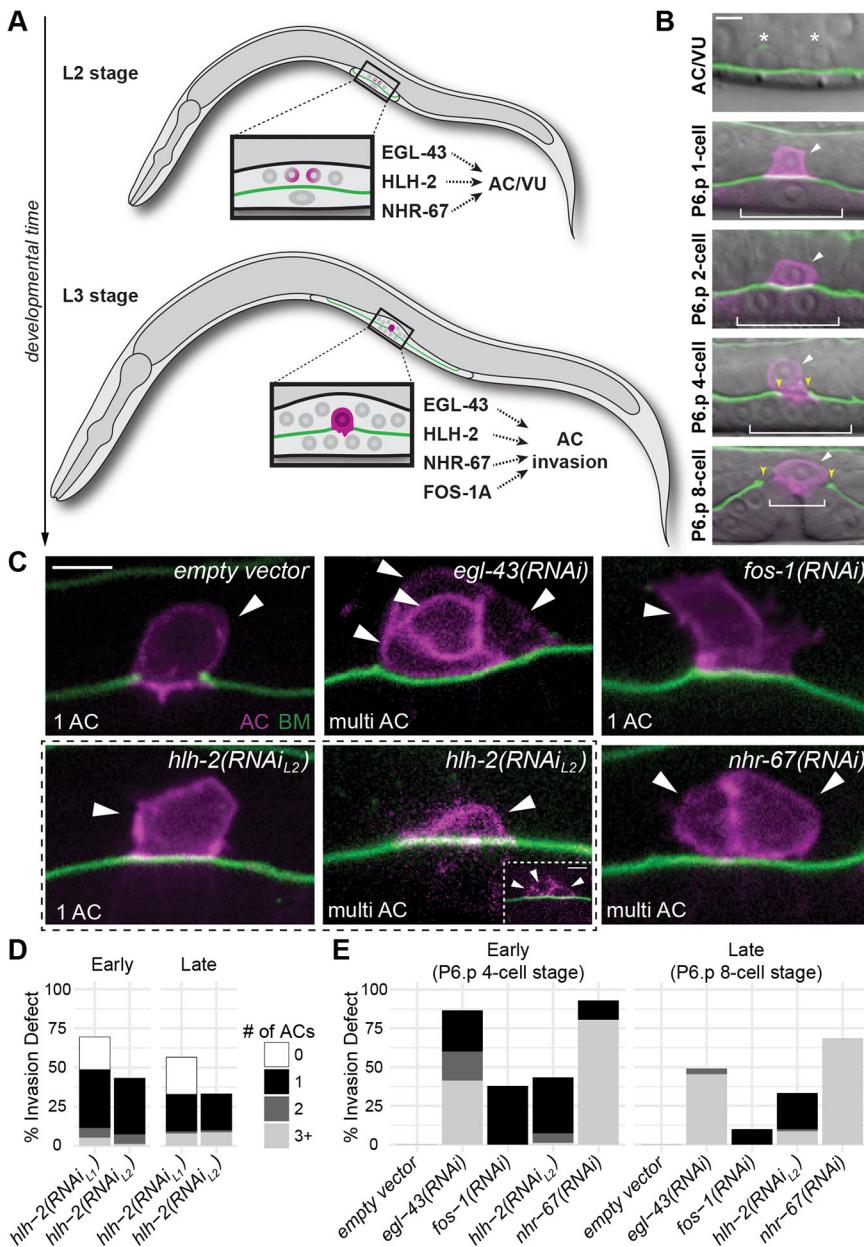 A
L2 stage
EGL-43
HLH-2
NHR-67
AC/VU
developmental time
L3 stage
EGL-43
HLH-2
NHR-67
FOS-1A
AC
invasion
B
AC/VU
*
*
P6.p 1-cell
P6.p 2-cell
P6.p 4-cell
P6.p 8-cell
C
empty vector
1 AC
AC BM
egl-43(RNAi)
multi AC
fos-1(RNAi)
1 AC
hlh-2(RNAiL2)
1 AC
hlh-2(RNAiL2)
multi AC
nhr-67(RNAi)
multi AC
D
Early
Late
% Invasion Defect
100
75
50
25
0
hlh-2(RNAiL1)
hlh-2(RNAiL2)
hlh-2(RNAiL1)
hlh-2(RNAiL2)
# of ACs
0
1
2
3+
E
Early
(P6.p 4-cell stage)
Late
(P6.p 8-cell stage)
% Invasion Defect
100
75
50
25
0
empty vector
egl-43(RNAi)
fos-1(RNAi)
hlh-2(RNAiL2)
nhr-67(RNAi)
empty vector
egl-43(RNAi)
fos-1(RNAi)
hlh-2(RNAiL2)
nhr-67(RNAi)